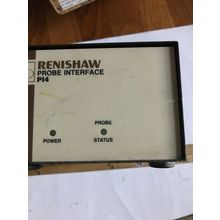 RENISHAW
PROBE INTERFACE
PI4
PROBE
POWER
STATUS